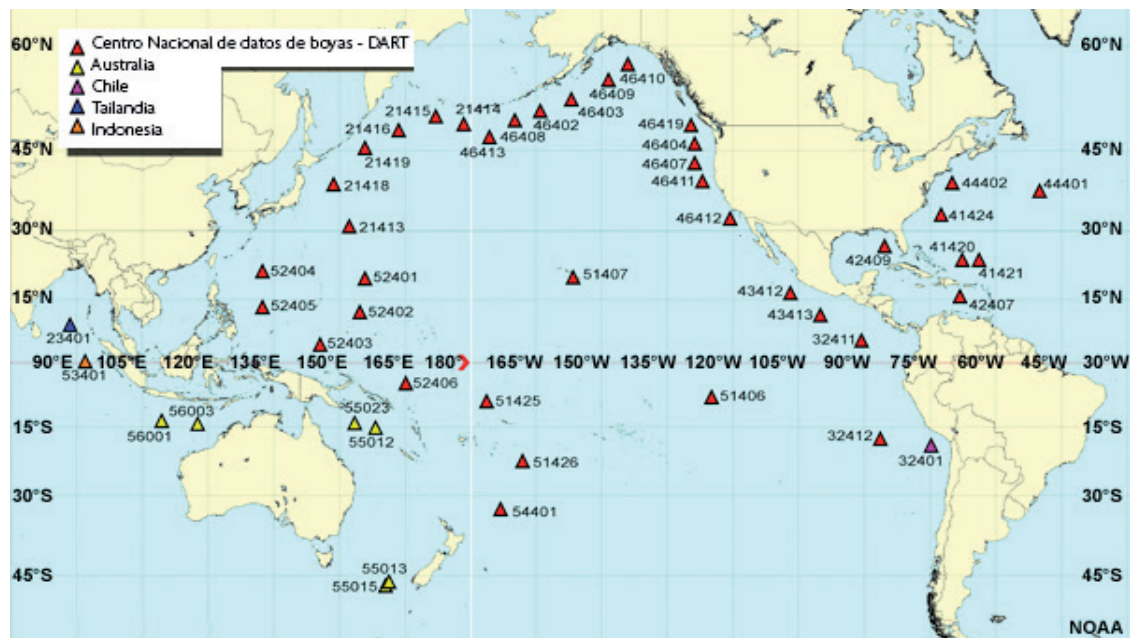 Centro Nacional de datos de boyas - DART
Australia
Chile
Tailandia
Indonesia
60°N
60°N
46410
46409
46403
21415
21414
46402
46419
21416
46408
46404
45°N
46413
45°N
21419
46407
46411
44402
44401
21418
46412
41424
30°N
21413
30°N
42409
41420
52404
52401
51407
41421
15°N
43412
15°N
52405
52402
42407
43413
23401
52403
32411
90°E
105°E
120°E
135°E
150°E
165°E
180°
165°W
150°W
135°W
120°W
105°W
90°W
75°W
60°W
45°W
30°W
53401
52406
51425
51406
56003
55023
15°S
56001
55012
32412
15°S
32401
51426
30°S
54401
30°S
55013
45°S
55015
45°S
NOAA